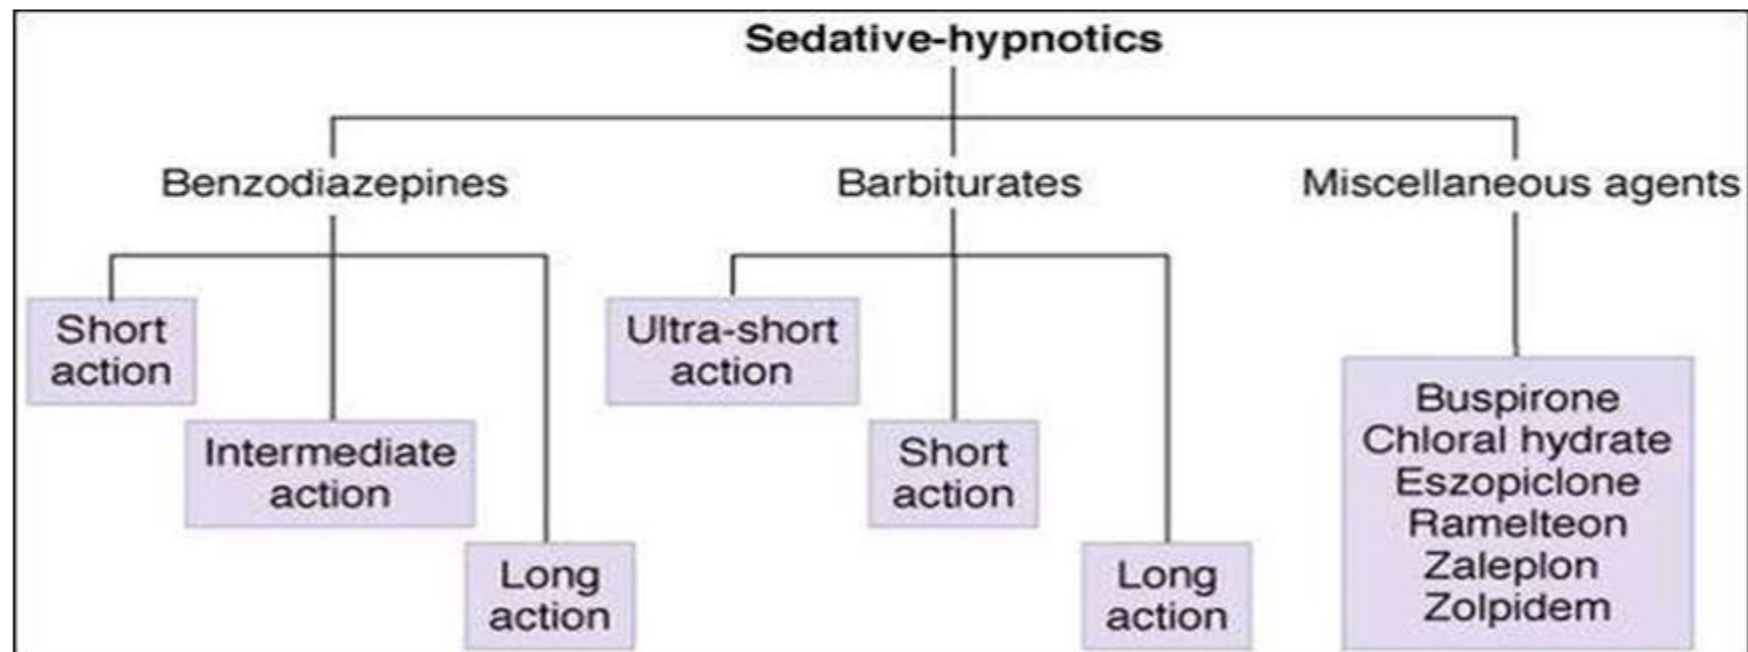 Sedative-hypnotics
Benzodiazepines
Barbiturates
Miscellaneous agents
Short
action
Intermediate
action
Long
action
Ultra-short
action
Short
action
Long
action
Buspirone
Chloral hydrate
Eszopiclone
Ramelteon
Zaleplon
Zolpidem